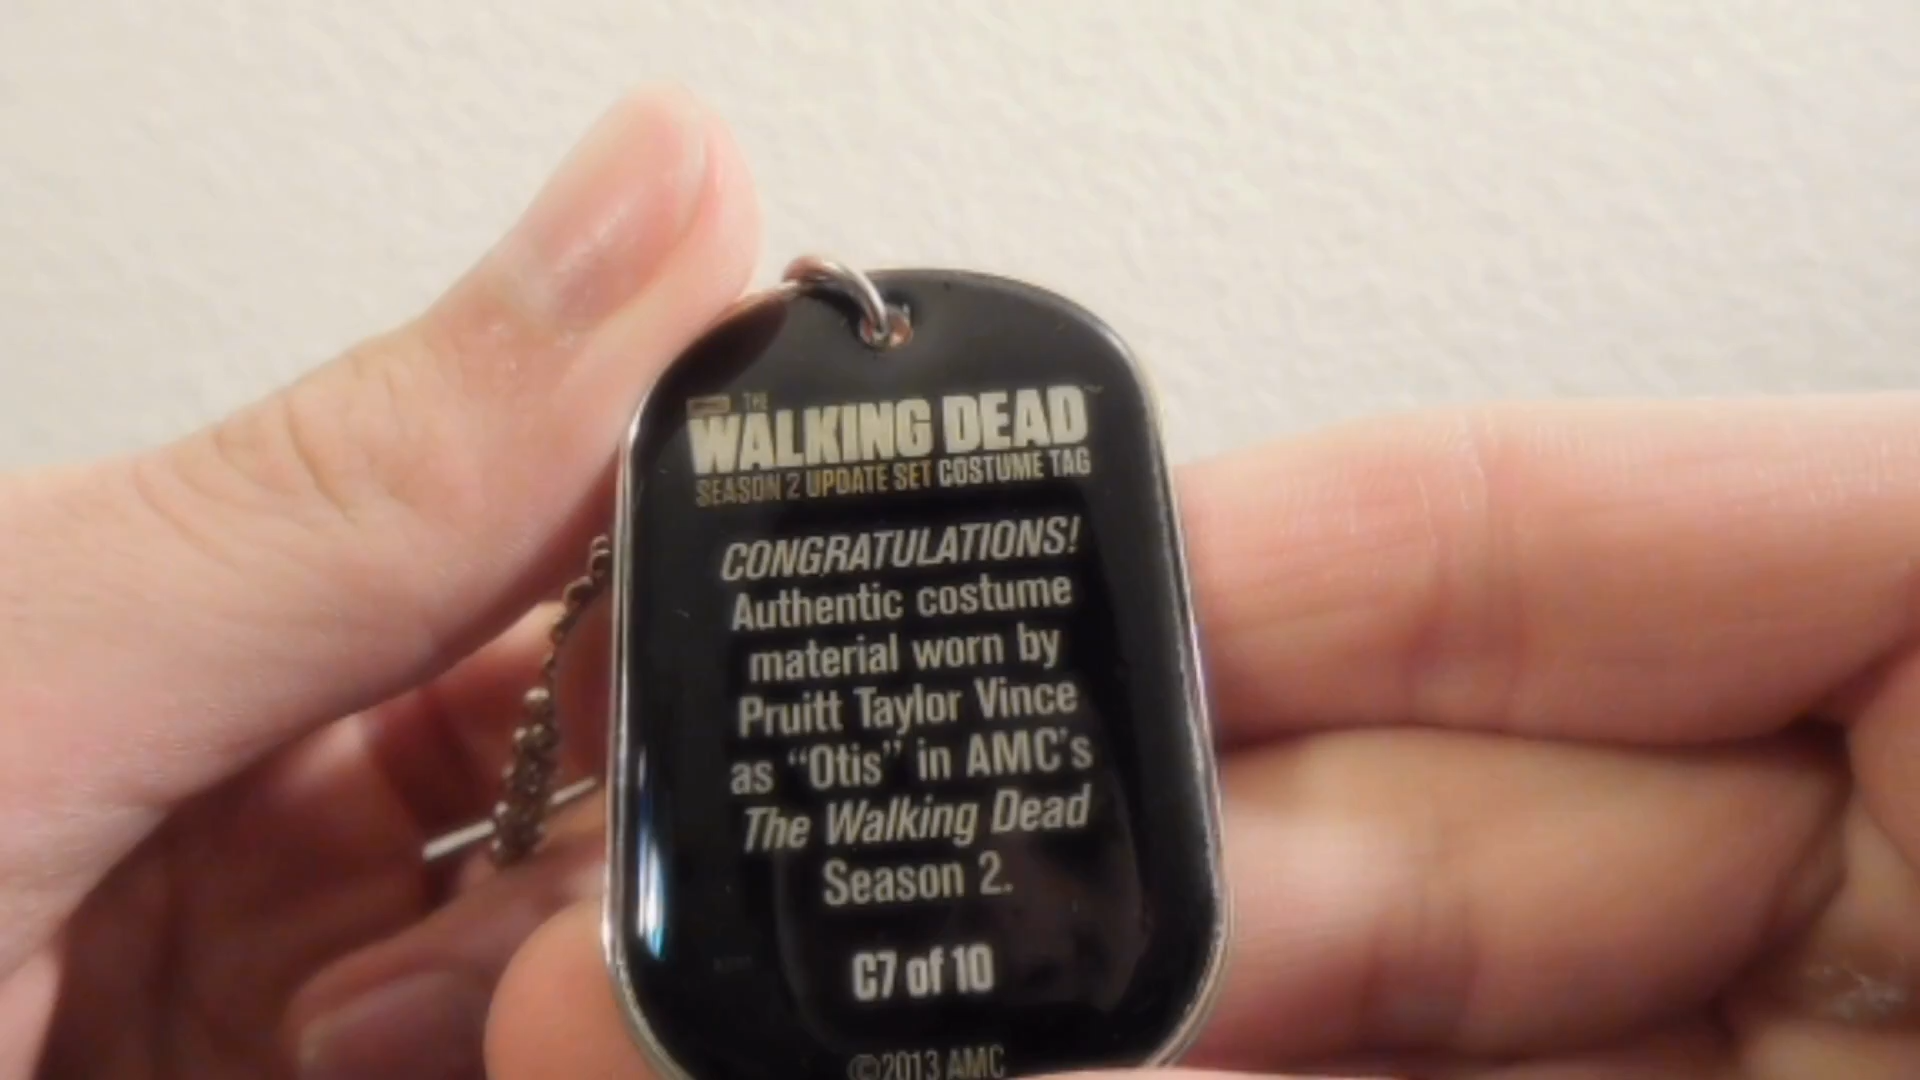 THE
WALKING DEAD
SEASON 2 UPDATE SET COSTUME TAG
CONGRATULATIONS!
Authentic costume
material worn by
Pruitt Taylor Vince
as “Otis” in AMC's
The Walking Dead
Season 2.
C7 of 10
©2013 AMC